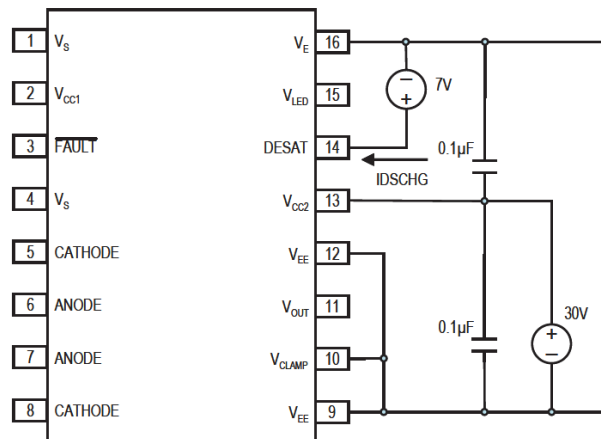 1 VS VE 16
7V
2 VCC1 VLED 15
3 FAULT DESAT 14
0.1µF
IDSCHG
4 VS VCC2 13
5 CATHODE VEE 12
6 ANODE VOUT 11
30V
0.1µF
7 ANODE VCLAMP 10
8 CATHODE VEE 9